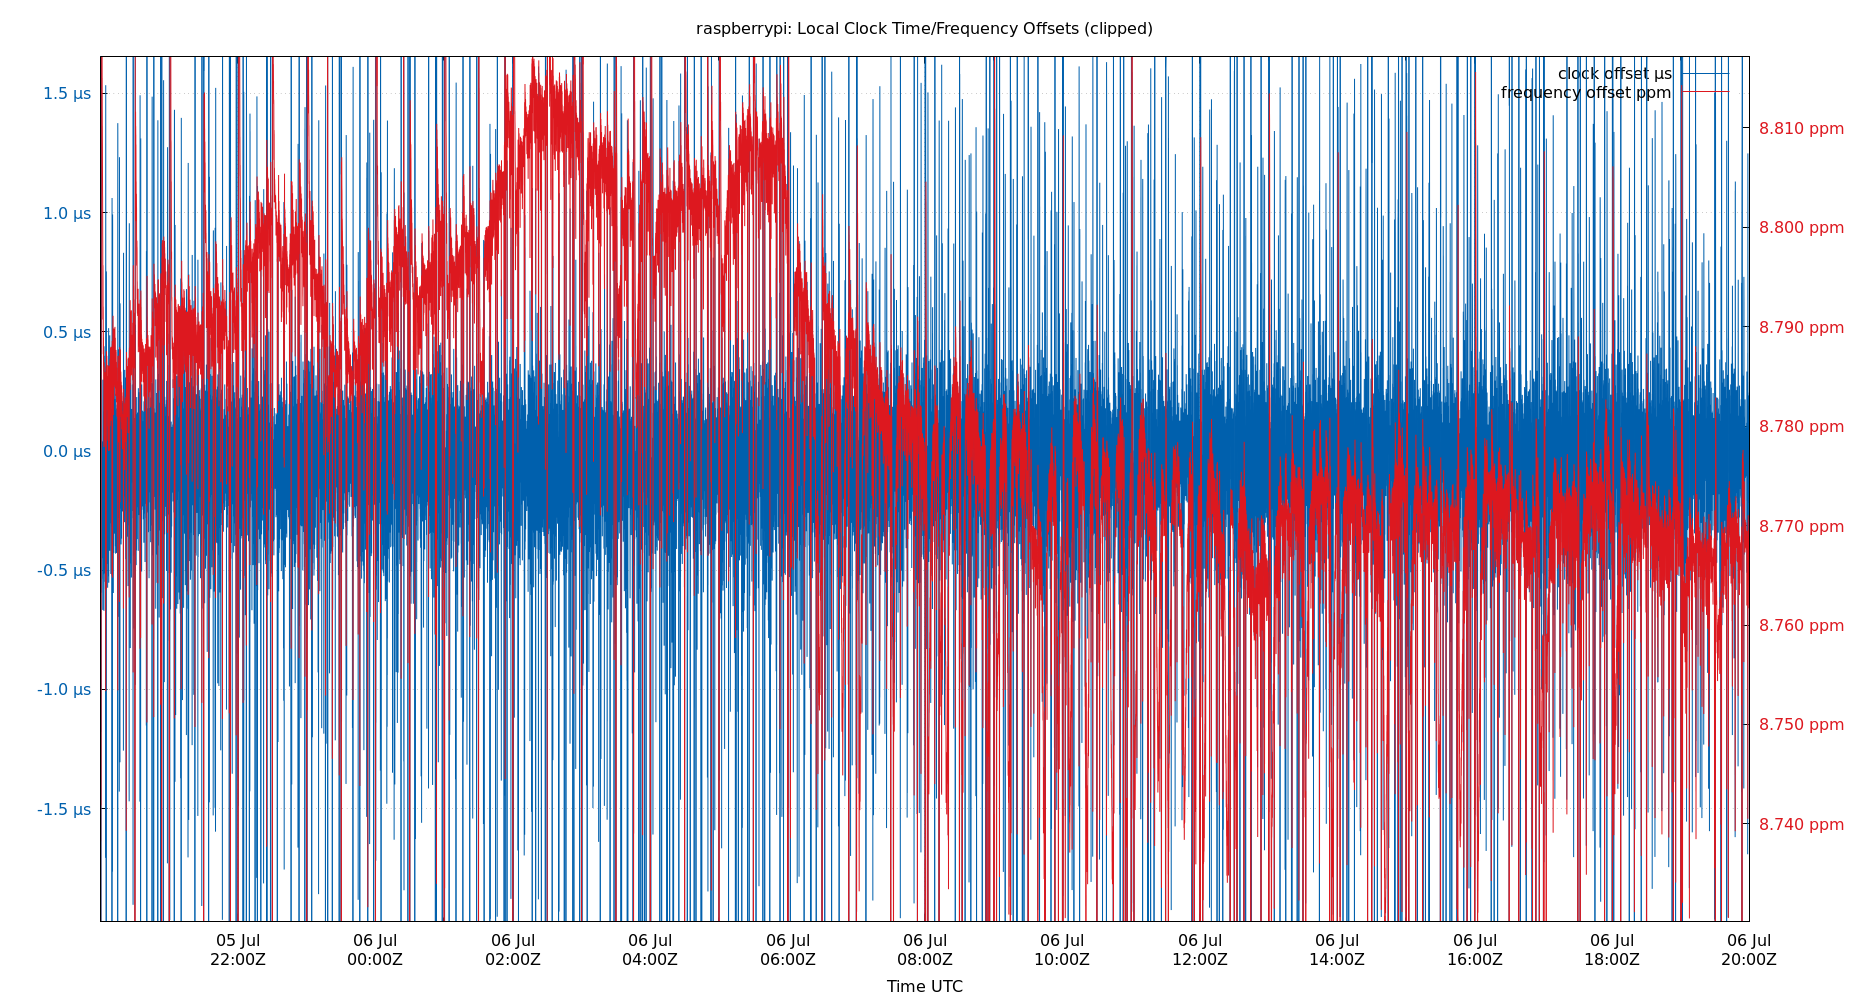 raspberrypi: Local Clock Time/Frequency Offsets (clipped)
clock offset µs
frequency offset ppm
1.5 µs
1.0 µs
0.5 µs
0.0 µs
-0.5 µs
-1.0 µs
-1.5 µs
8.810 ppm
8.800 ppm
8.790 ppm
8.780 ppm
8.770 ppm
8.760 ppm
8.750 ppm
8.740 ppm
05 Jul 06 Jul 06 Jul 06 Jul 06 Jul 06 Jul 06 Jul 06 Jul 06 Jul 06 Jul 06 Jul 06 Jul
22:00Z 00:00Z 02:00Z 04:00Z 06:00Z 08:00Z 10:00Z 12:00Z 14:00Z 16:00Z 18:00Z 20:00Z
Time UTC